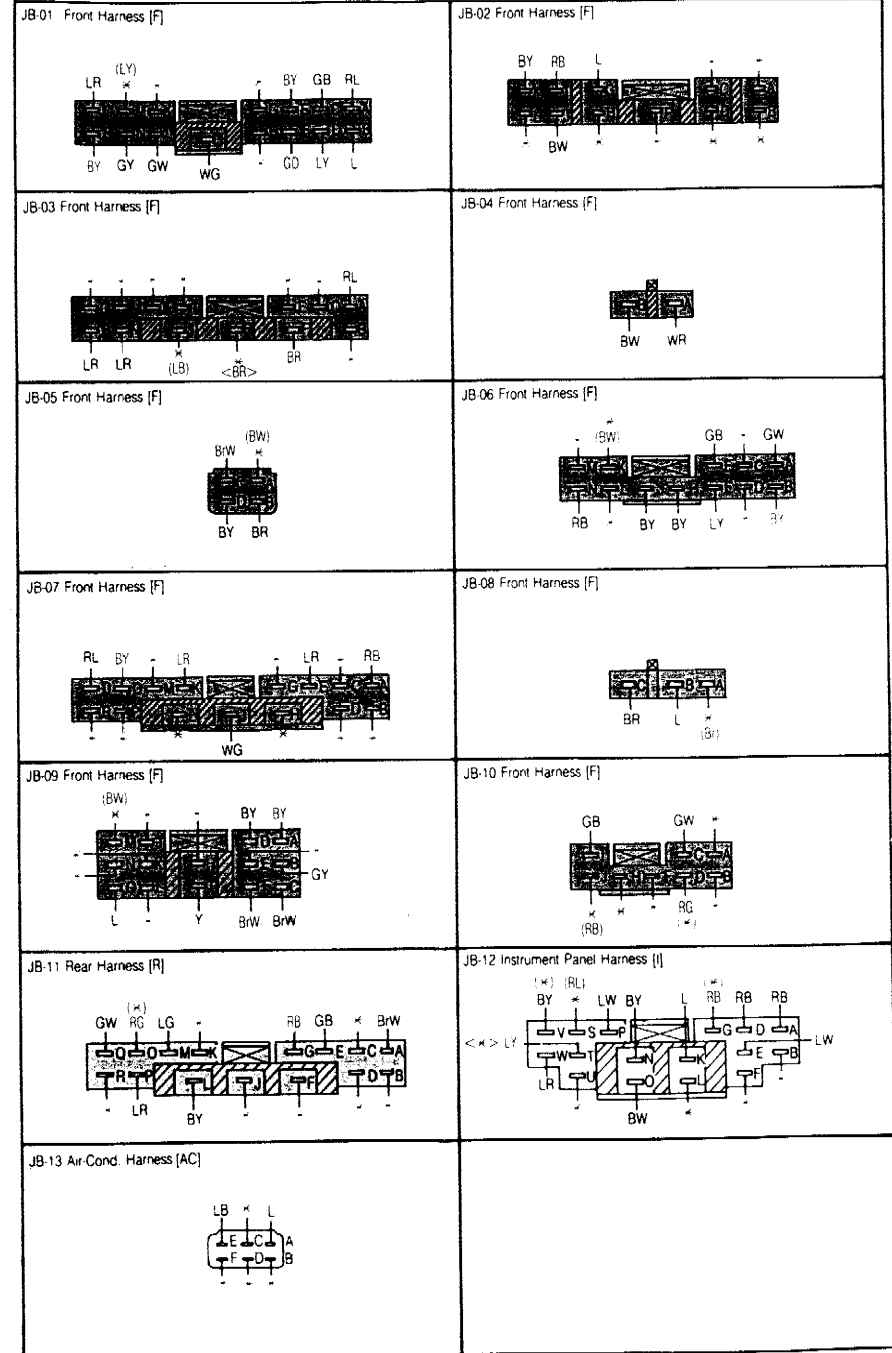 JB-01 Front Harness [F]
(LY)
LR * - - BY GB RL
BY GY GW WG - GO LY L
JB-02 Front Harness [F]
BY RB L - *
* BW * - * *
JB-03 Front Harness [F]
- - - * - - RL
LR LR * * BR -
(LB) <BR>
JB-04 Front Harness [F]
B A
BW WR
JB-05 Front Harness [F]
(BW)
BrW *
D
BY BR
JB-06 Front Harness [F]
*
- (BW) GB - GW
C A
D B
RB - BY BY LY - BY
JB-07 Front Harness [F]
RL BY - LR - LR - RB
Q O M K G E C A
D B
- - * WG * - -
JB-08 Front Harness [F]
C B A
BR L *
(Br)
JB-09 Front Harness [F]
(BW)
* - - BY BY
M D A
- -
N E B
- GY
O C
L - Y BrW BrW
JB-10 Front Harness [F]
GB GW *
C A
D B
* * - RG -
(RB) (*)
JB-11 Rear Harness [R]
(*)
GW RG LG - RB GB * BrW
Q O M K G E C A
R P L J F D B
- LR BY - - - -
JB-12 Instrument Panel Harness [I]
(*) (RL) (*)
BY * LW BY L RB RB RB
V S P G D A
<*> LY LW
W T N K E B
U O L F
LR - BW * - -
JB-13 Air-Cond. Harness [AC]
LB * L
E C A
F D B
- - -